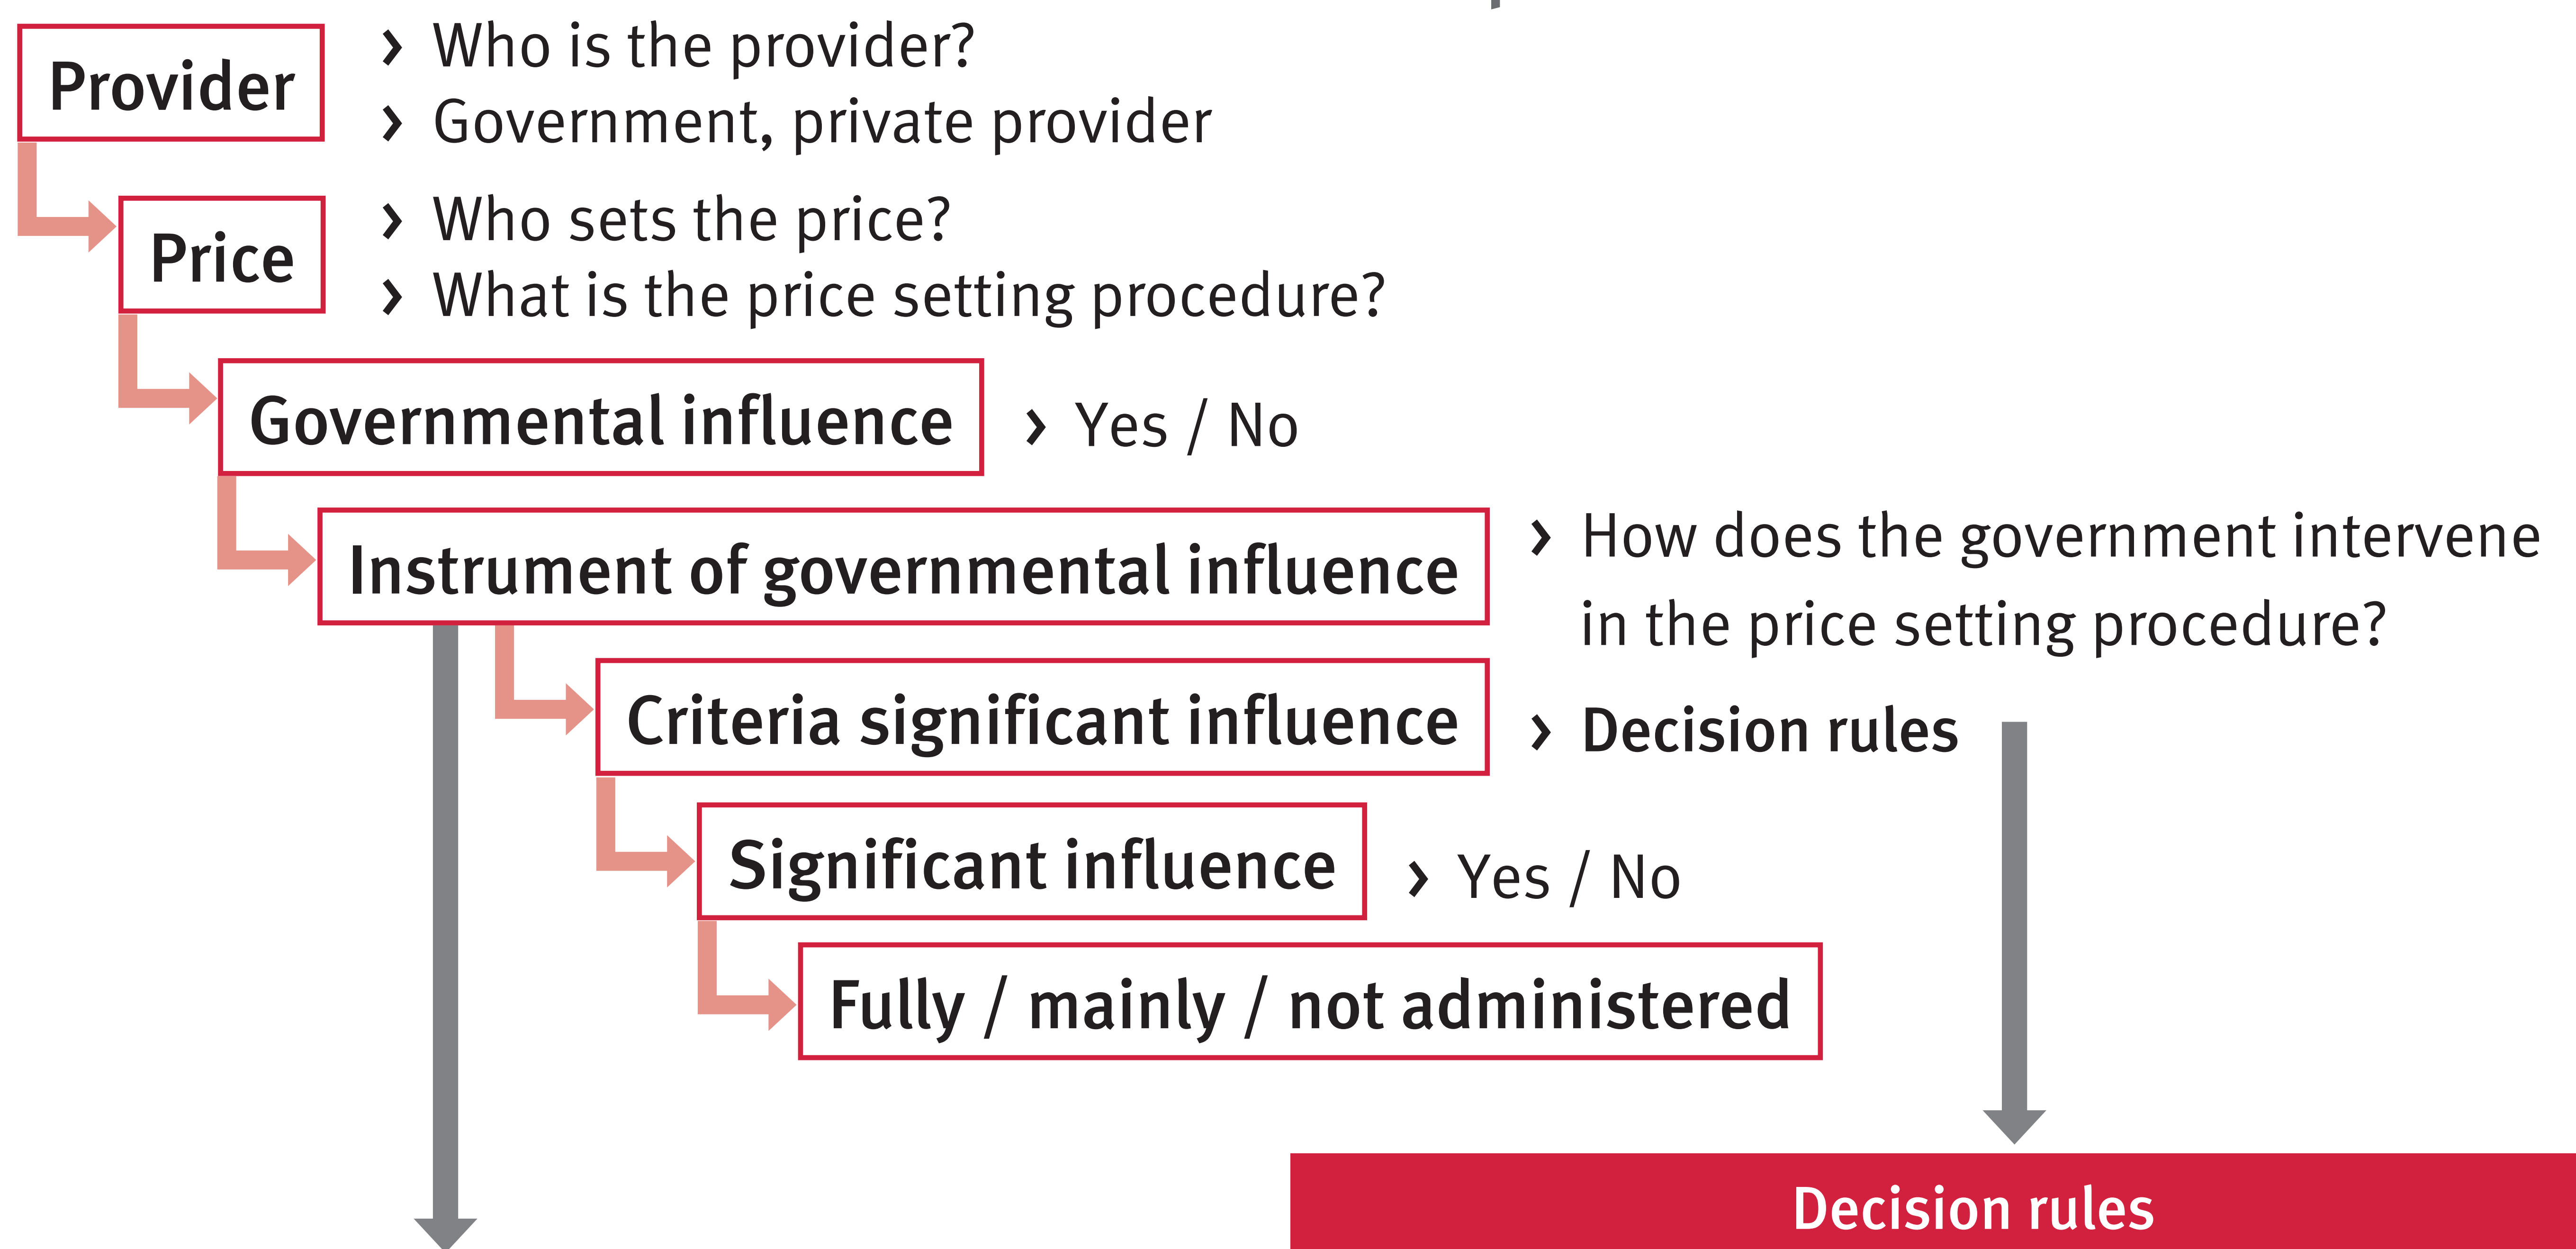 Provider
› Who is the provider?
› Government, private provider
Price
› Who sets the price?
› What is the price setting procedure?
Governmental influence
› Yes / No
Instrument of governmental influence
› How does the government intervene
in the price setting procedure?
Criteria significant influence
› Decision rules
Significant influence
› Yes / No
Fully / mainly / not administered
Decision rules